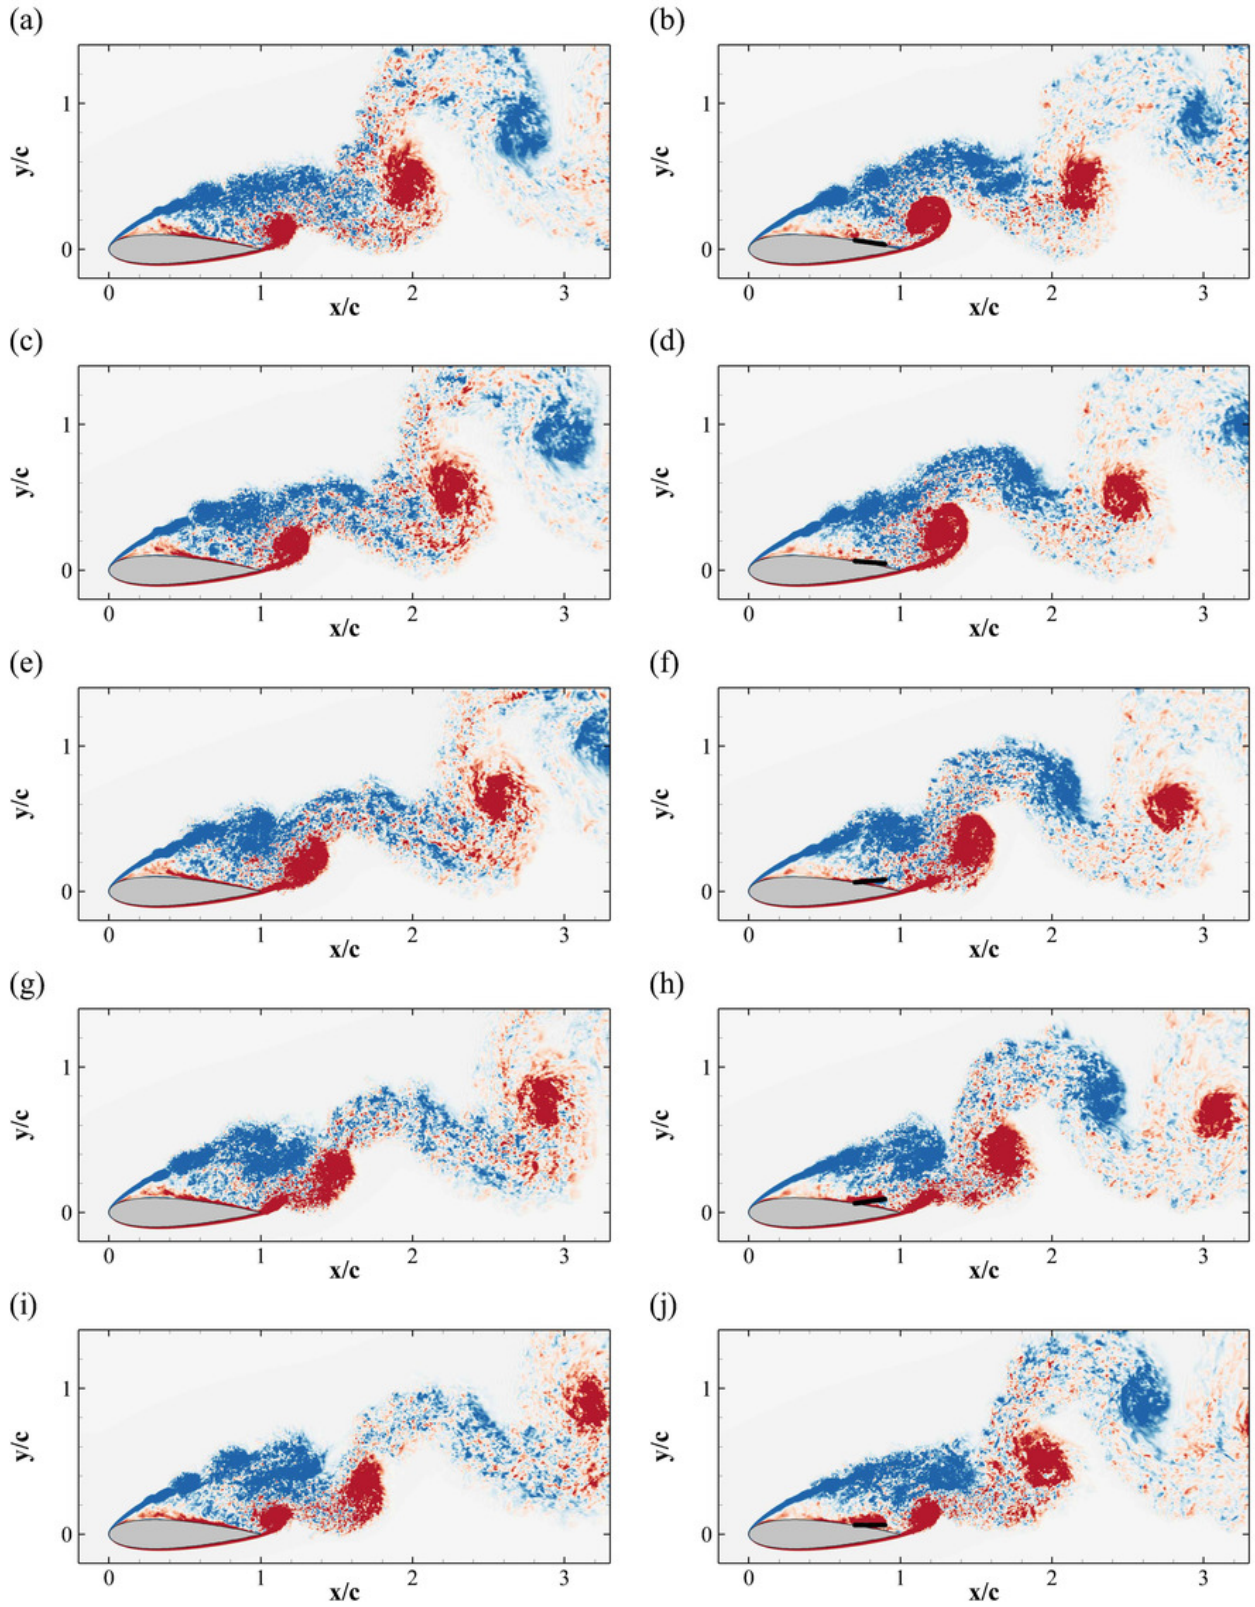 (a) (b)
y/c 1 0 y/c 1 0
0 1 2 3 0 1 2 3
x/c x/c
(c) (d)
y/c 1 0 y/c 1 0
0 1 2 3 0 1 2 3
x/c x/c
(e) (f)
y/c 1 0 y/c 1 0
0 1 2 3 0 1 2 3
x/c x/c
(g) (h)
y/c 1 0 y/c 1 0
0 1 2 3 0 1 2 3
x/c x/c
(i) (j)
y/c 1 0 y/c 1 0
0 1 2 3 0 1 2 3
x/c x/c